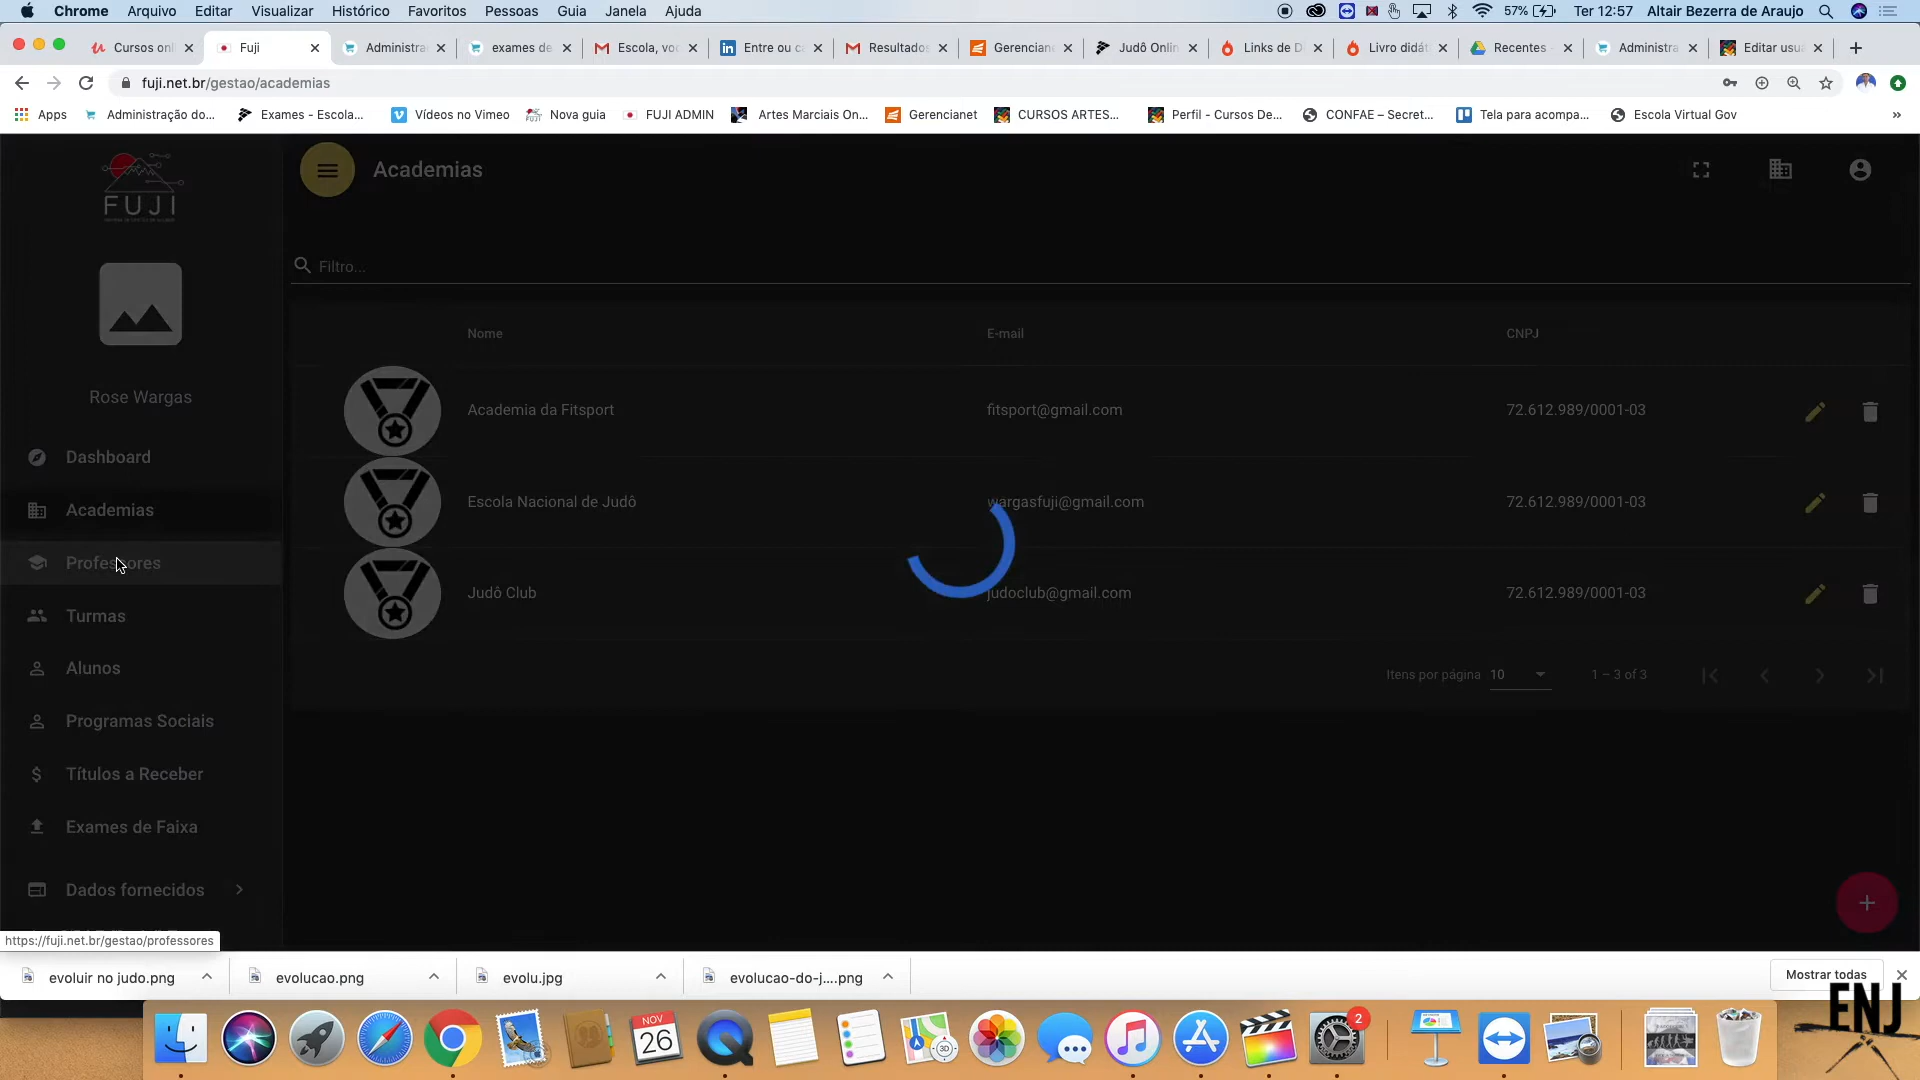 Chrome Arquivo Editar Visualizar Histórico Favoritos Pessoas Guia Janela Ajuda 57% Ter 12:57 Altair Bezerra de Araujo
Cursos onl Fuji Administra exames de Escola, vo Entre ou ca Resultados Gerencian Judô Onlin Links de D Livro didát Recentes - Administra Editar usu
fuji.net.br/gestao/academias
Apps Administração do... Exames - Escola... Vídeos no Vimeo Nova guia FUJI ADMIN Artes Marciais On... Gerencianet CURSOS ARTES... Perfil - Cursos De... CONFAE – Secret... Tela para acompa... Escola Virtual Gov »
FUJI
Academias
Filtro...
Rose Wargas
Nome E-mail CNPJ
Academia da Fitsport fitsport@gmail.com 72.612.989/0001-03
Escola Nacional de Judô wargasfuji@gmail.com 72.612.989/0001-03
Judô Club judoclub@gmail.com 72.612.989/0001-03
Itens por página 10 1 – 3 of 3
Dashboard
Academias
Professores
Turmas
Alunos
Programas Sociais
Títulos a Receber
Exames de Faixa
Dados fornecidos
+
https://fuji.net.br/gestao/professores
evoluir no judo.png evolucao.png evolu.jpg evolucao-do-j....png Mostrar todas
NOV
26
3D
2
ENJ